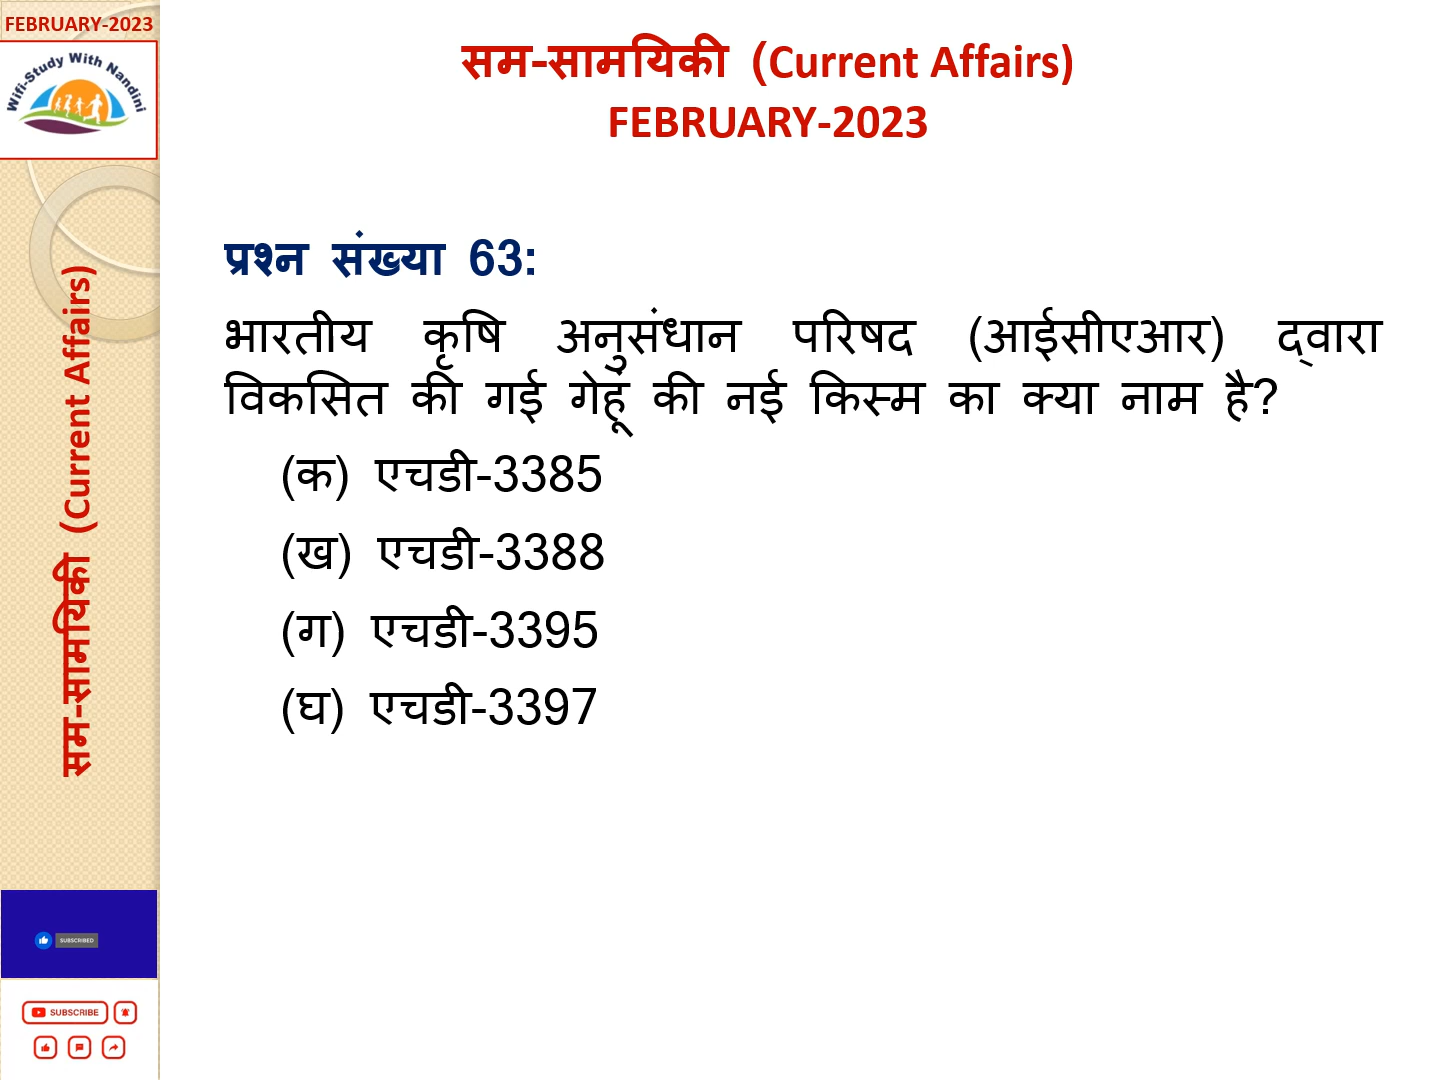 FEBRUARY-2023
Wifi-Study With Nandini
सम-सामयिकी (Current Affairs)
FEBRUARY-2023
प्रश्न संख्या 63:
भारतीय कृषि अनुसंधान परिषद (आईसीएआर) द्वारा
विकसित की गई गेहूं की नई किस्म का क्या नाम है?
(क) एचडी-3385
(ख) एचडी-3388
(ग) एचडी-3395
(घ) एचडी-3397
सम-सामयिकी (Current Affairs)
SUBSCRIBED
SUBSCRIBE